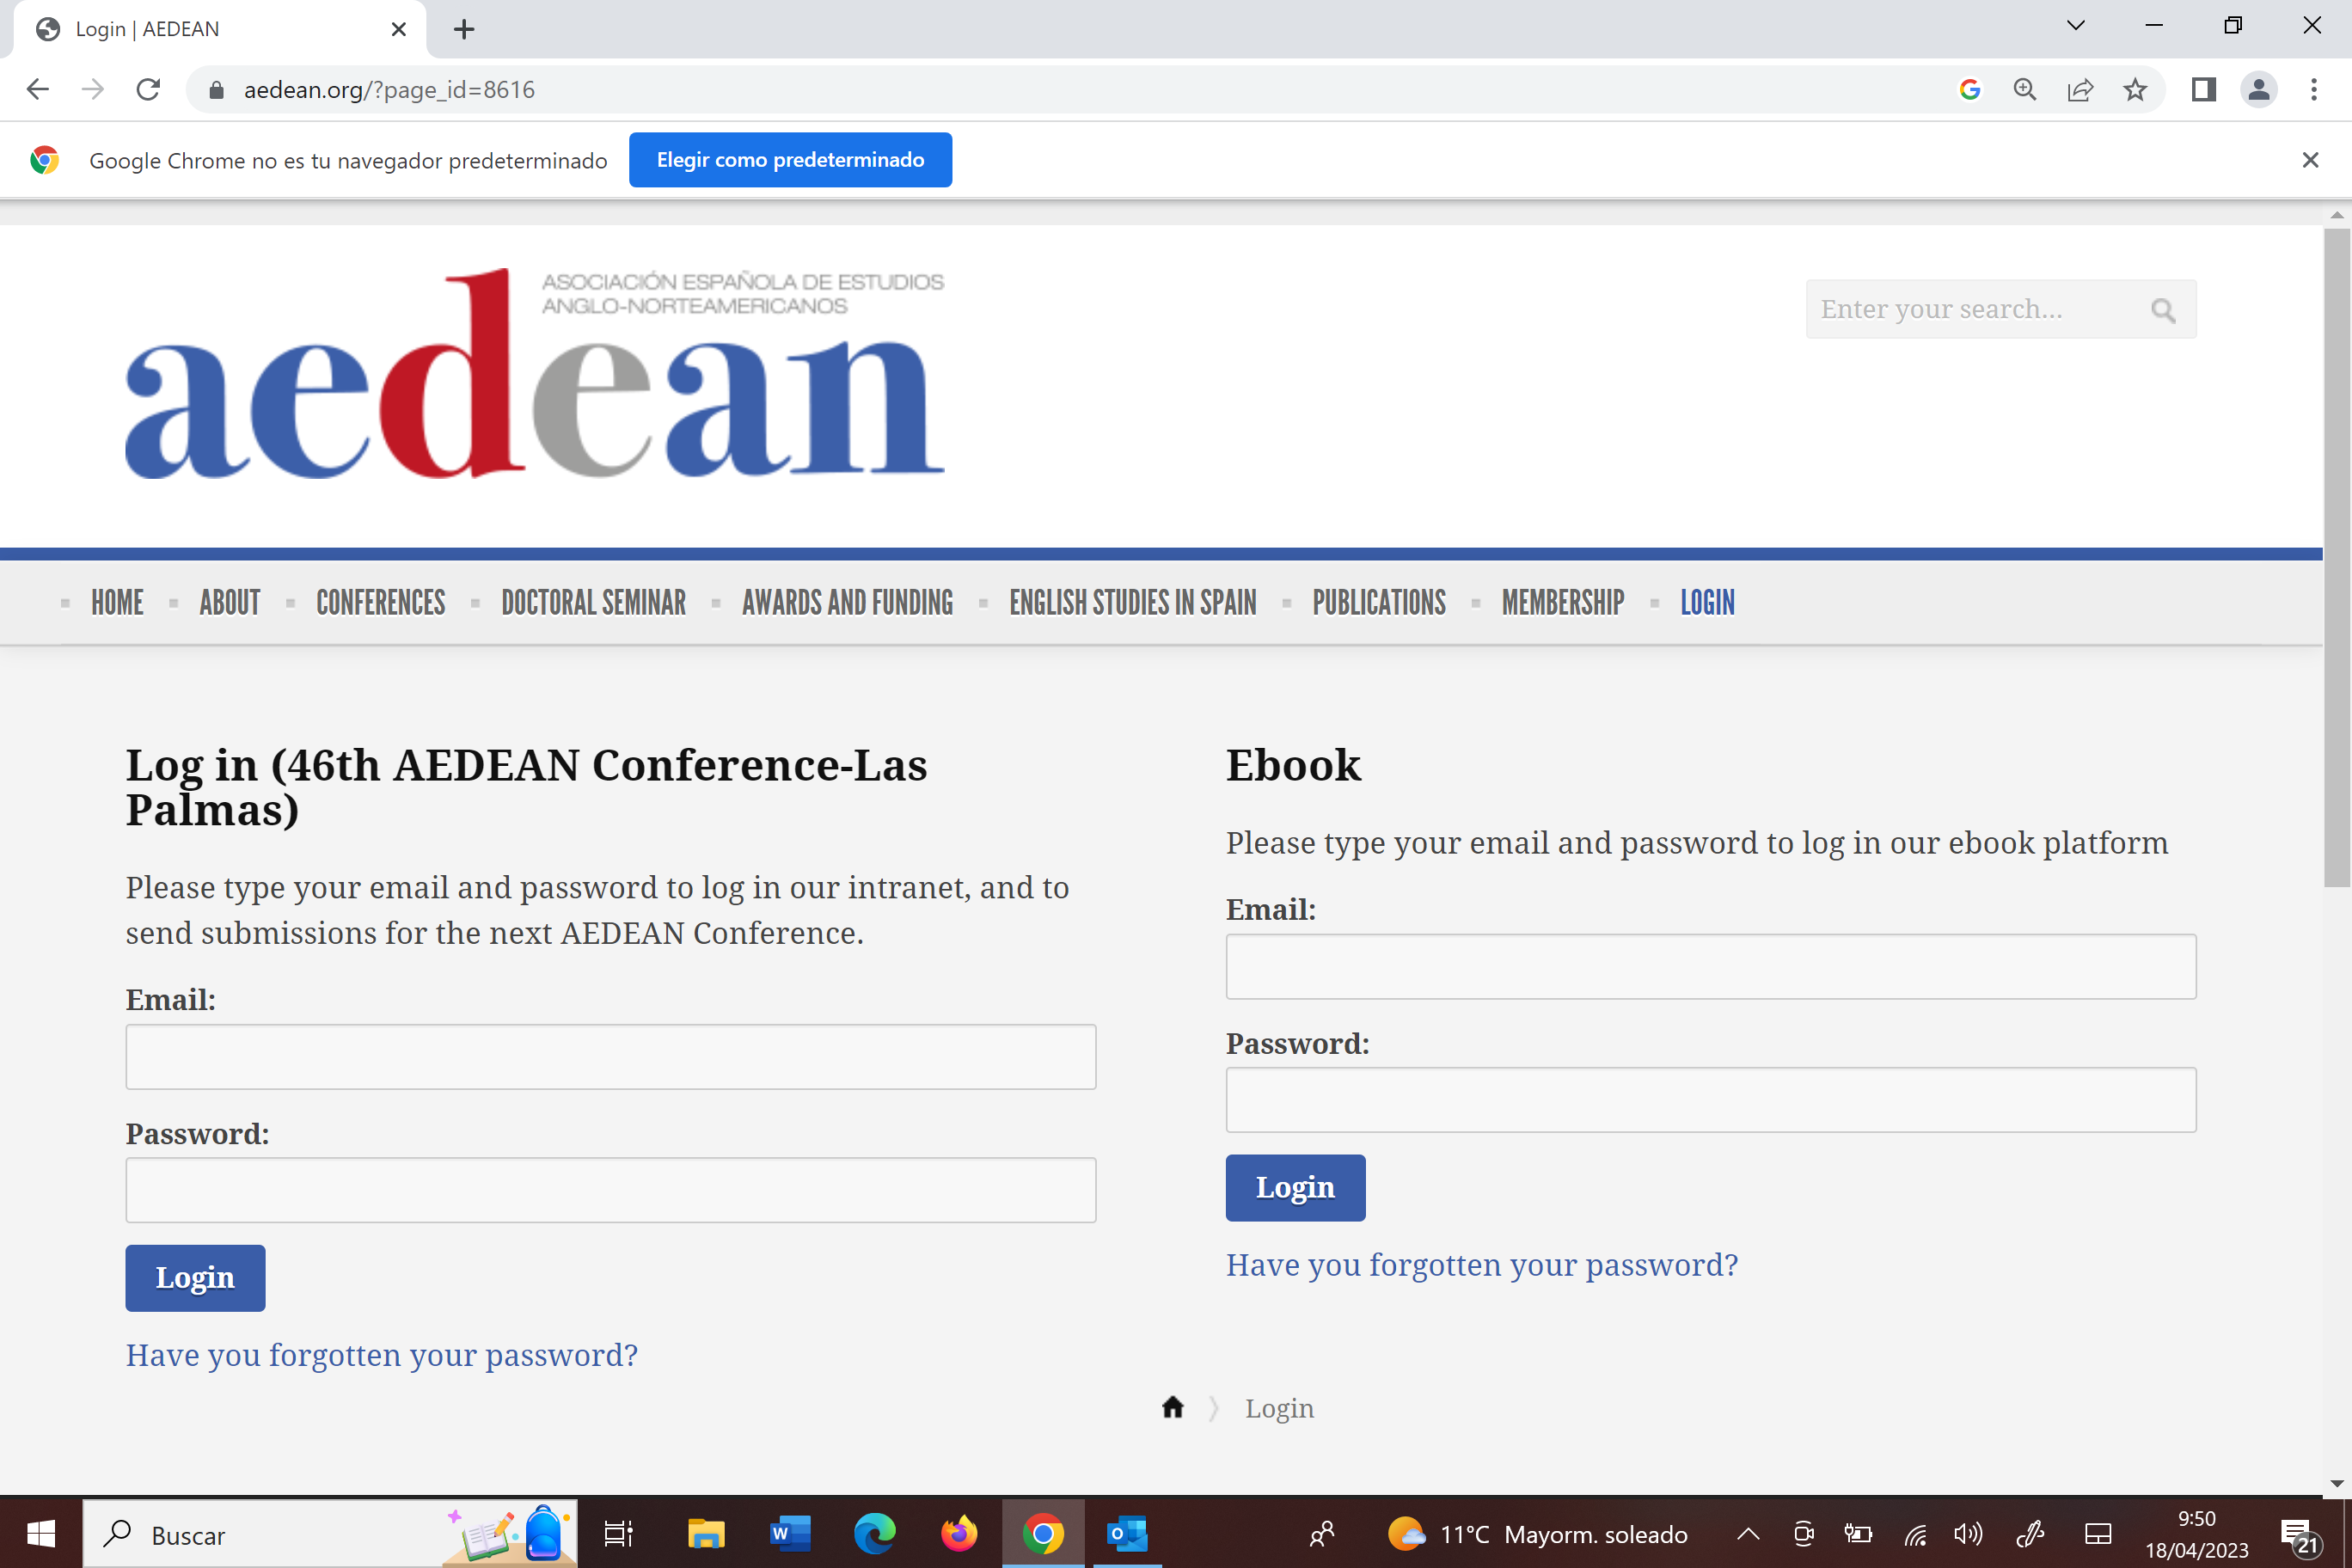 Login | AEDEAN
aedean.org/?page_id=8616
Google Chrome no es tu navegador predeterminado
Elegir como predeterminado
ASOCIACIÓN ESPAÑOLA DE ESTUDIOS
ANGLO-NORTEAMERICANOS
aedean
Enter your search...
HOME ABOUT CONFERENCES DOCTORAL SEMINAR AWARDS AND FUNDING ENGLISH STUDIES IN SPAIN PUBLICATIONS MEMBERSHIP LOGIN
Log in (46th AEDEAN Conference-Las
Palmas)
Please type your email and password to log in our intranet, and to
send submissions for the next AEDEAN Conference.
Email:
Password:
Login
Have you forgotten your password?
Ebook
Please type your email and password to log in our ebook platform
Email:
Password:
Login
Have you forgotten your password?
Login
Buscar
11°C Mayorm. soleado
9:50
18/04/2023
21